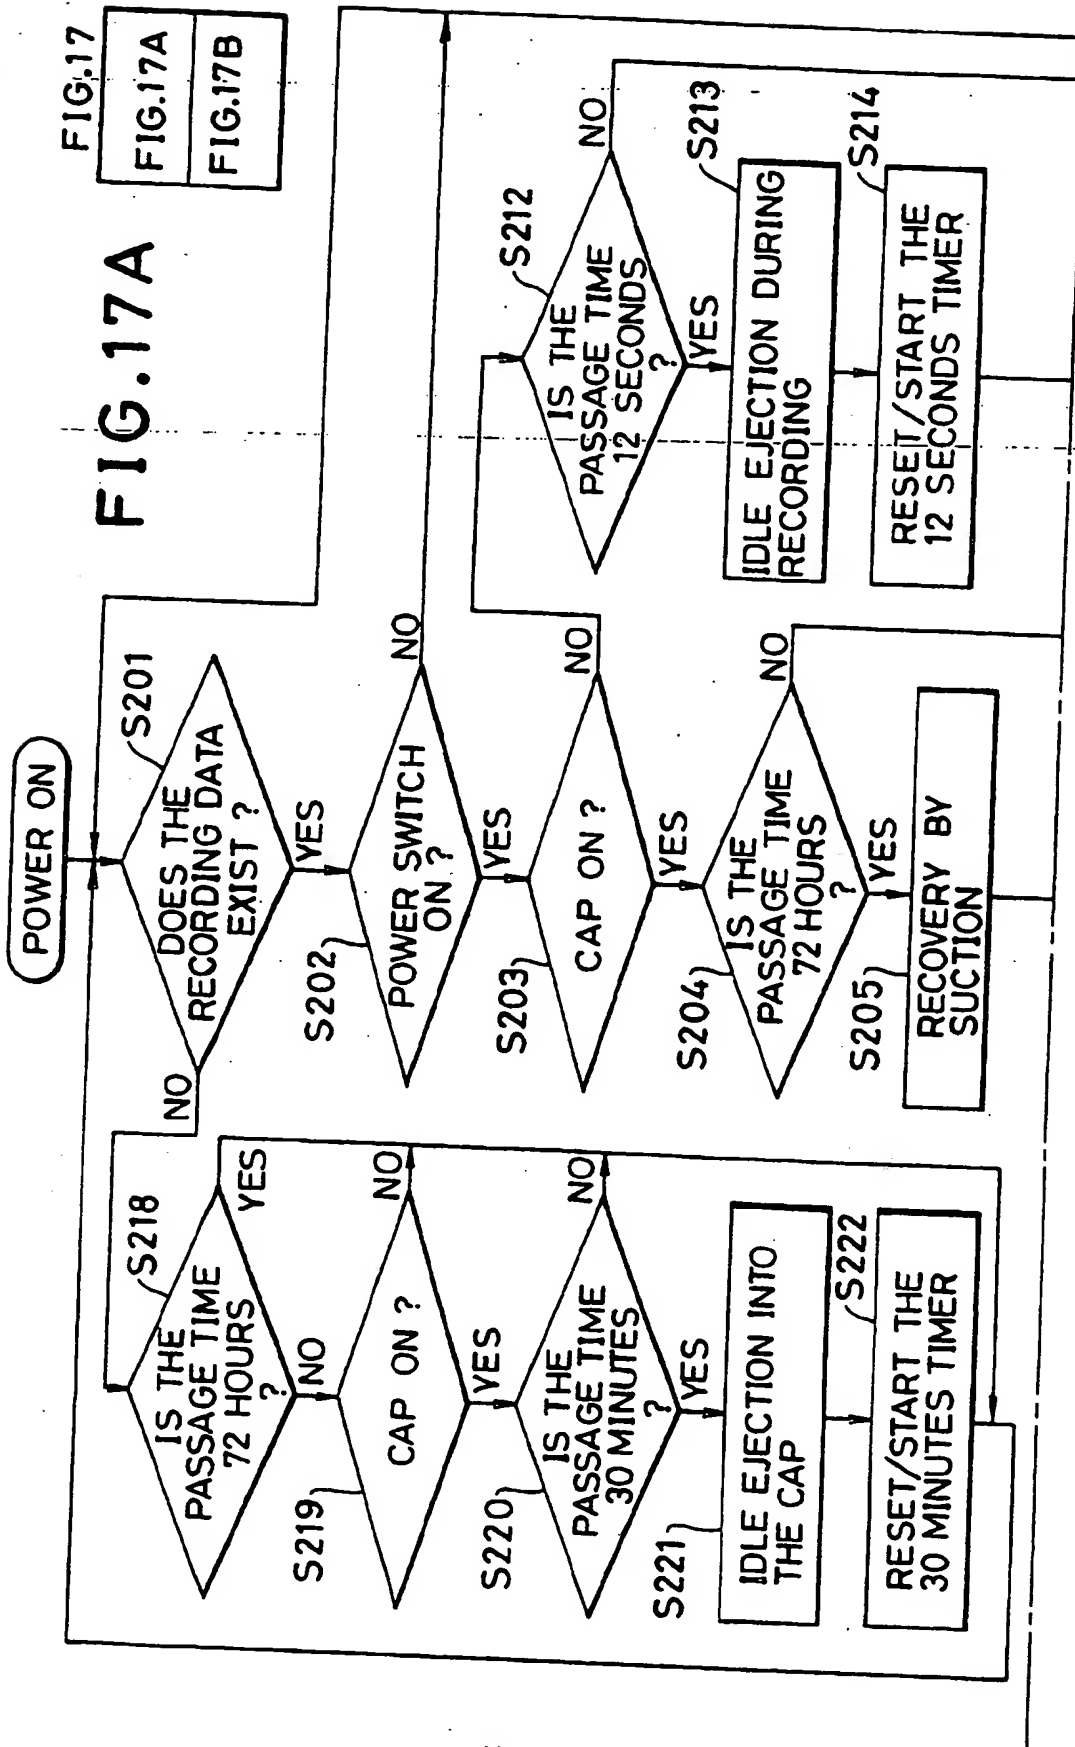 FIG.17
FIG.17A
FIG.17B
FIG.17A
POWER ON
S201
DOES THE
RECORDING DATA
EXIST ?
NO
YES
S202
POWER SWITCH
ON ?
NO
YES
S203
CAP ON ?
NO
YES
S204
IS THE
PASSAGE TIME
72 HOURS
?
NO
YES
S205
RECOVERY BY
SUCTION
S212
IS THE
PASSAGE TIME
12 SECONDS
?
NO
YES
S213
IDLE EJECTION DURING
RECORDING
S214
RESET/START THE
12 SECONDS TIMER
S218
IS THE
PASSAGE TIME
72 HOURS
?
YES
NO
S219
CAP ON ?
NO
YES
S220
IS THE
PASSAGE TIME
30 MINUTES
?
NO
YES
S221
IDLE EJECTION INTO
THE CAP
S222
RESET/START THE
30 MINUTES TIMER